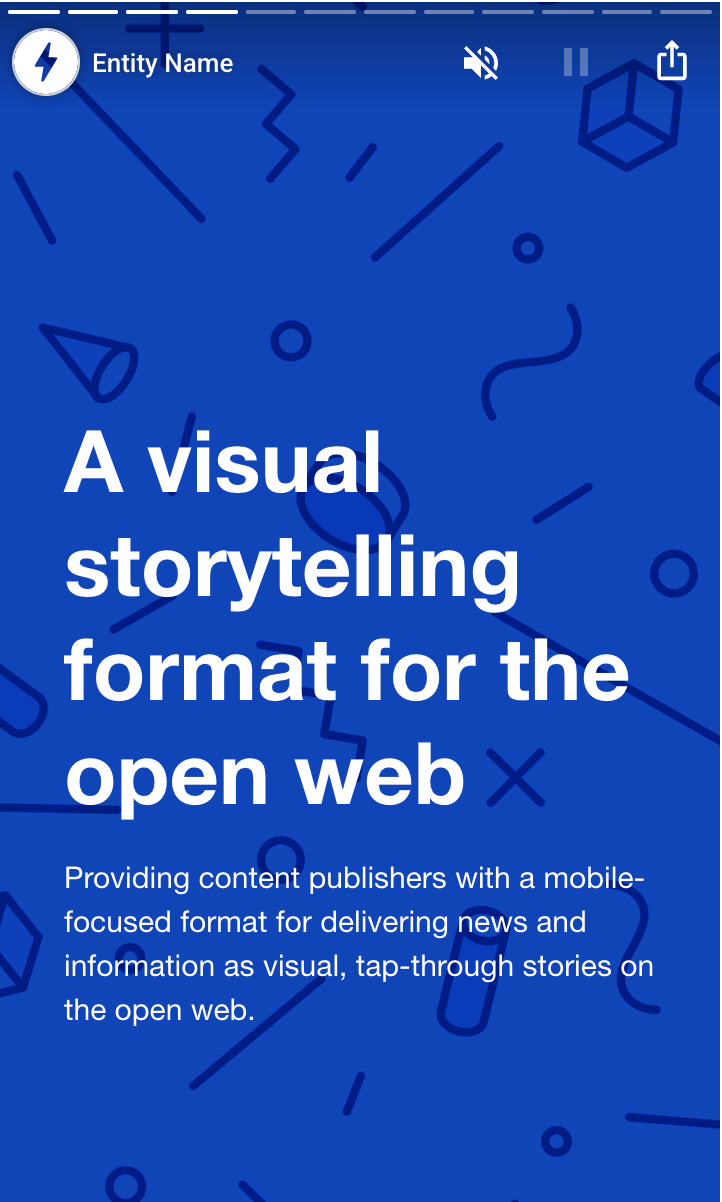 Entity Name
A visual
storytelling
format for the
open web
Providing content publishers with a mobile-
focused format for delivering news and
information as visual, tap-through stories on
the open web.